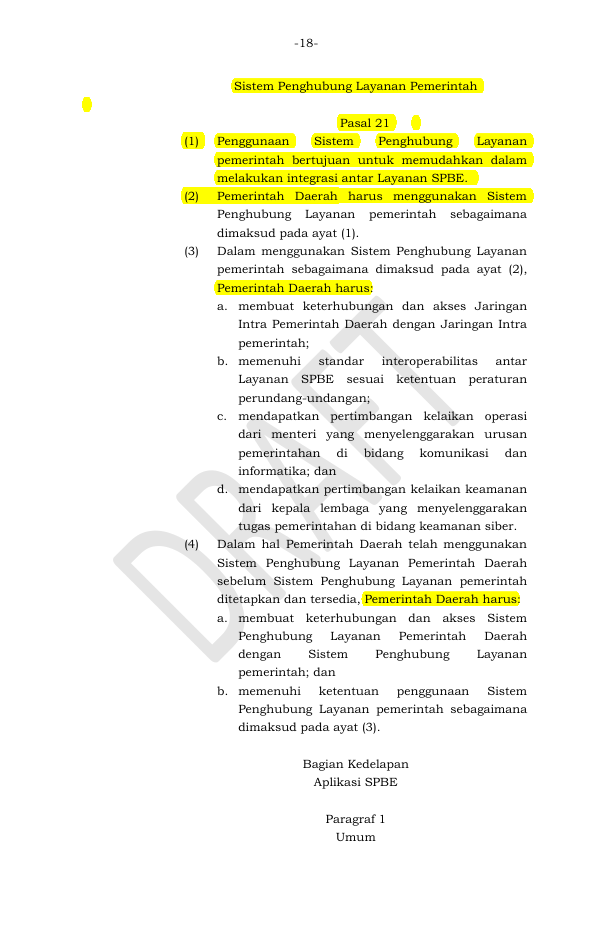 -18-
Sistem Penghubung Layanan Pemerintah
Pasal 21
(1) Penggunaan Sistem Penghubung Layanan
pemerintah bertujuan untuk memudahkan dalam
melakukan integrasi antar Layanan SPBE.
(2) Pemerintah Daerah harus menggunakan Sistem
Penghubung Layanan pemerintah sebagaimana
dimaksud pada ayat (1).
(3) Dalam menggunakan Sistem Penghubung Layanan
pemerintah sebagaimana dimaksud pada ayat (2),
Pemerintah Daerah harus:
a. membuat keterhubungan dan akses Jaringan
Intra Pemerintah Daerah dengan Jaringan Intra
pemerintah;
b. memenuhi standar interoperabilitas antar
Layanan SPBE sesuai ketentuan peraturan
perundang-undangan;
c. mendapatkan pertimbangan kelaikan operasi
dari menteri yang menyelenggarakan urusan
pemerintahan di bidang komunikasi dan
informatika; dan
d. mendapatkan pertimbangan kelaikan keamanan
dari kepala lembaga yang menyelenggarakan
tugas pemerintahan di bidang keamanan siber.
(4) Dalam hal Pemerintah Daerah telah menggunakan
Sistem Penghubung Layanan Pemerintah Daerah
sebelum Sistem Penghubung Layanan pemerintah
ditetapkan dan tersedia, Pemerintah Daerah harus:
a. membuat keterhubungan dan akses Sistem
Penghubung Layanan Pemerintah Daerah
dengan Sistem Penghubung Layanan
pemerintah; dan
b. memenuhi ketentuan penggunaan Sistem
Penghubung Layanan pemerintah sebagaimana
dimaksud pada ayat (3).
Bagian Kedelapan
Aplikasi SPBE
Paragraf 1
Umum
DRAFT